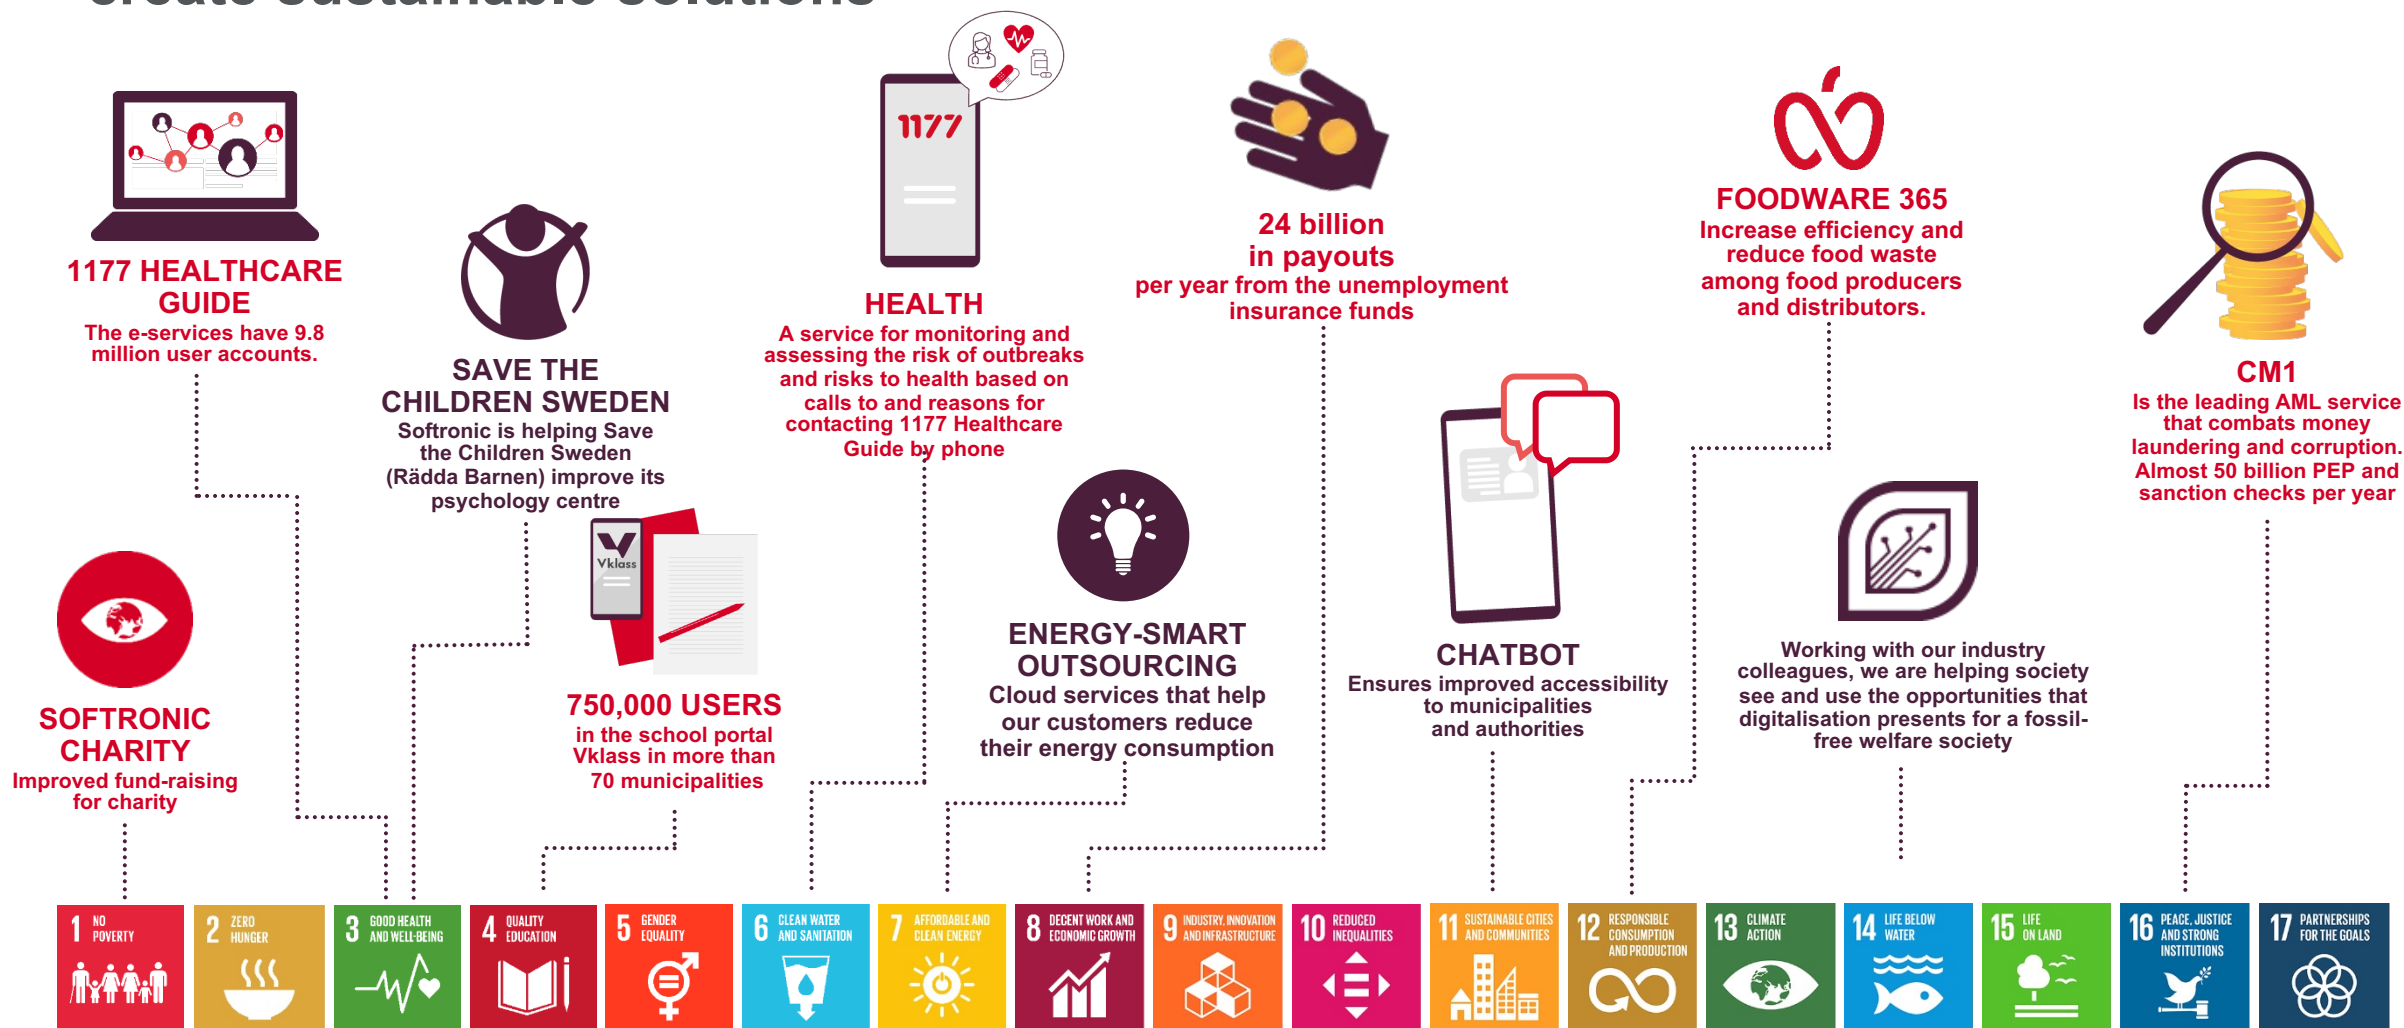 create sustainable solutions
1177
1177 HEALTHCARE
GUIDE
The e-services have 9.8
million user accounts.
SAVE THE
CHILDREN SWEDEN
Softronic is helping Save
the Children Sweden
(Rädda Barnen) improve its
psychology centre
HEALTH
A service for monitoring and
assessing the risk of outbreaks
and risks to health based on
calls to and reasons for
contacting 1177 Healthcare
Guide by phone
24 billion
in payouts
per year from the unemployment
insurance funds
FOODWARE 365
Increase efficiency and
reduce food waste
among food producers
and distributors.
CM1
Is the leading AML service
that combats money
laundering and corruption.
Almost 50 billion PEP and
sanction checks per year
SOFTRONIC
CHARITY
Improved fund-raising
for charity
Vklass
750,000 USERS
in the school portal
Vklass in more than
70 municipalities
ENERGY-SMART
OUTSOURCING
Cloud services that help
our customers reduce
their energy consumption
CHATBOT
Ensures improved accessibility
to municipalities
and authorities
Working with our industry
colleagues, we are helping society
see and use the opportunities that
digitalisation presents for a fossil-
free welfare society
1 NO
POVERTY
2 ZERO
HUNGER
3 GOOD HEALTH
AND WELL-BEING
4 QUALITY
EDUCATION
5 GENDER
EQUALITY
6 CLEAN WATER
AND SANITATION
7 AFFORDABLE AND
CLEAN ENERGY
8 DECENT WORK AND
ECONOMIC GROWTH
9 INDUSTRY, INNOVATION
AND INFRASTRUCTURE
10 REDUCED
INEQUALITIES
11 SUSTAINABLE CITIES
AND COMMUNITIES
12 RESPONSIBLE
CONSUMPTION
AND PRODUCTION
13 CLIMATE
ACTION
14 LIFE BELOW
WATER
15 LIFE
ON LAND
16 PEACE, JUSTICE
AND STRONG
INSTITUTIONS
17 PARTNERSHIPS
FOR THE GOALS